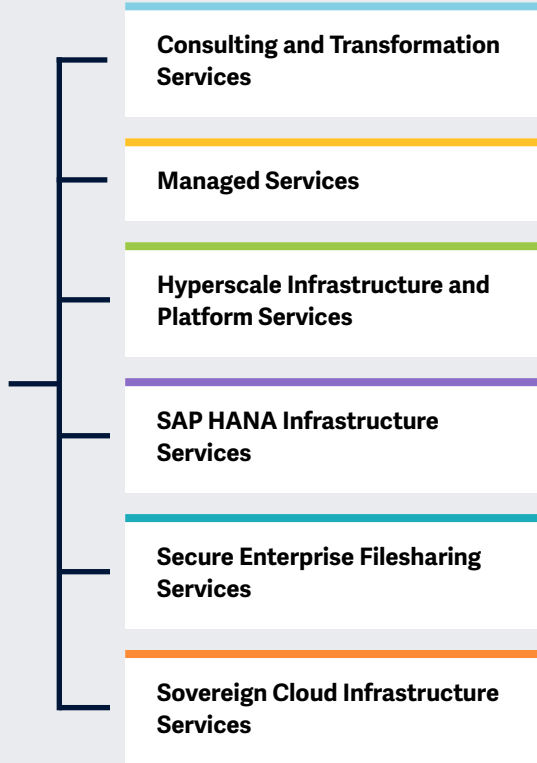 Consulting and Transformation
Services
Managed Services
Hyperscale Infrastructure and
Platform Services
SAP HANA Infrastructure
Services
Secure Enterprise Filesharing
Services
Sovereign Cloud Infrastructure
Services